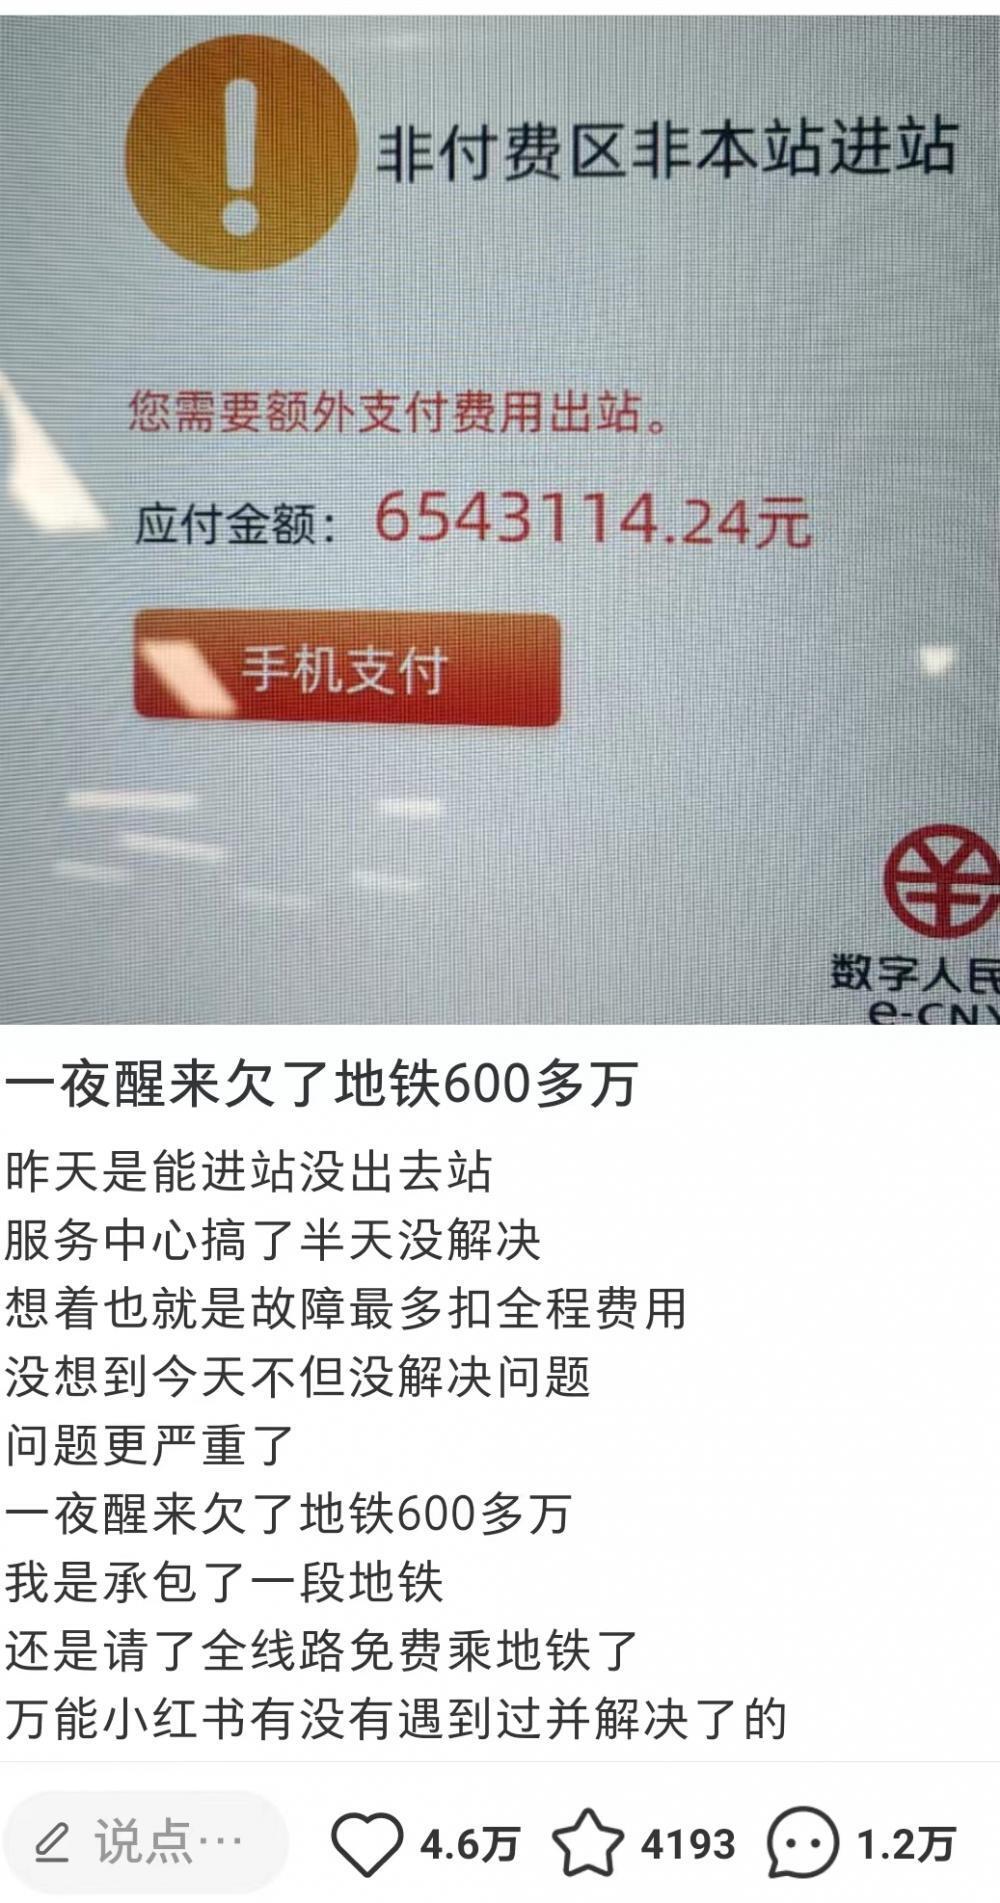 非付费区非本站进站
您需要额外支付费用出站。
应付金额： 6543114.24元
手机支付
数字人民
e-CNY
一夜醒来欠了地铁600多万
昨天是能进站没出去站
服务中心搞了半天没解决
想着也就是故障最多扣全程费用
没想到今天不但没解决问题
问题更严重了
一夜醒来欠了地铁600多万
我是承包了一段地铁
还是请了全线路免费乘地铁了
万能小红书有没有遇到过并解决了的
说点… 4.6万 4193 1.2万